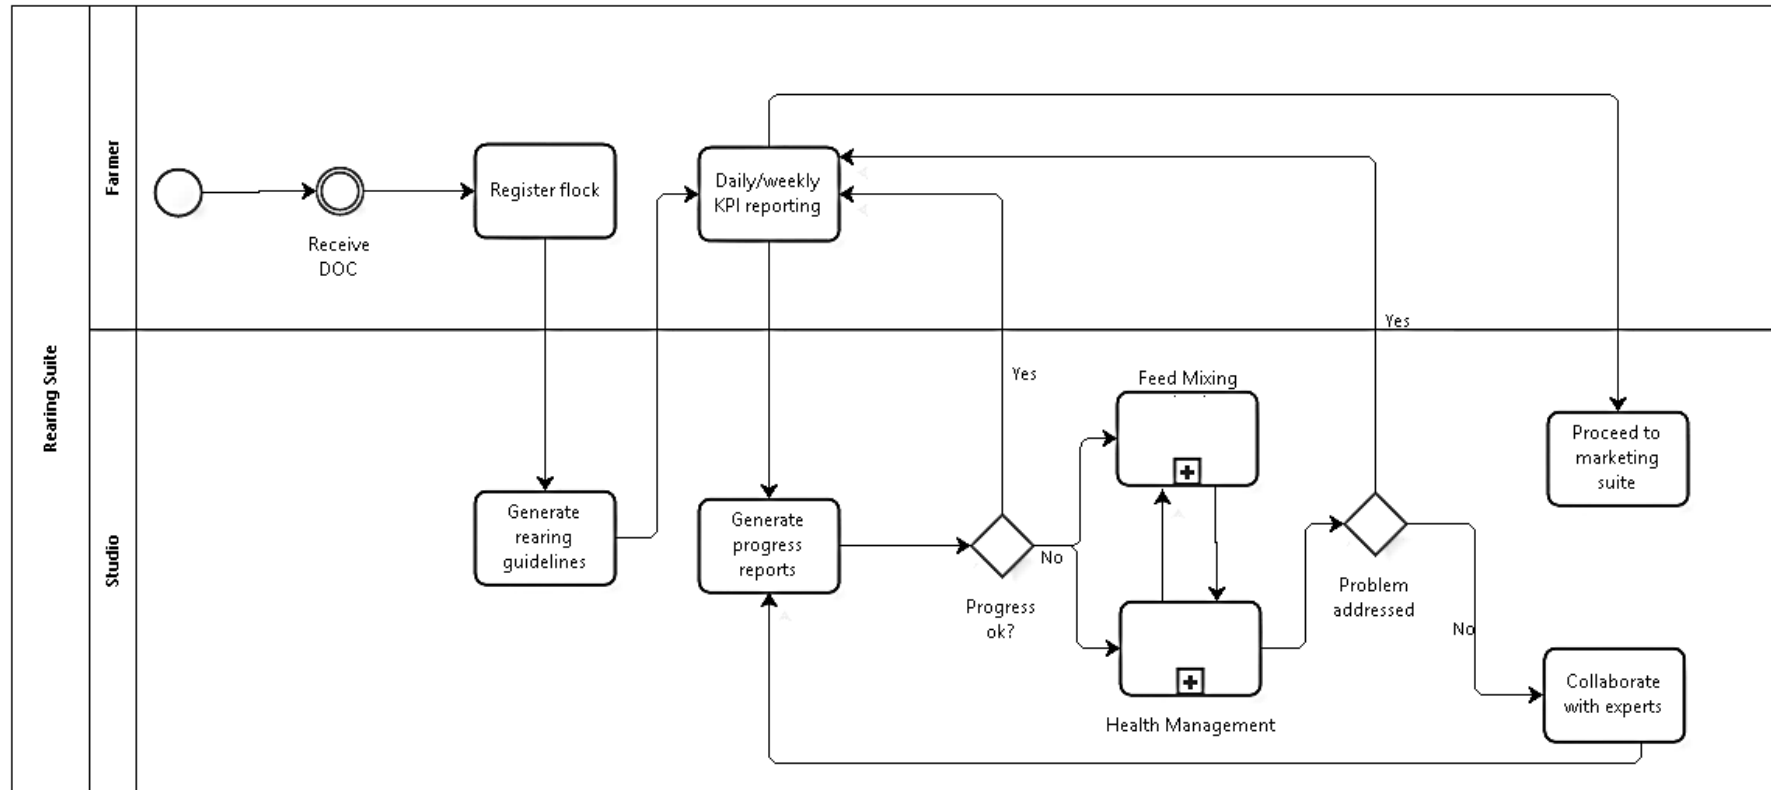 Rearing Suite
Farmer
Receive
DOC
Register flock
Daily/weekly
KPI reporting
Yes
Studio
Generate
rearing
guidelines
Generate
progress
reports
Yes
No
Progress
ok?
Feed Mixing
Health Management
Problem
addressed
No
Proceed to
marketing
suite
Collaborate
with experts